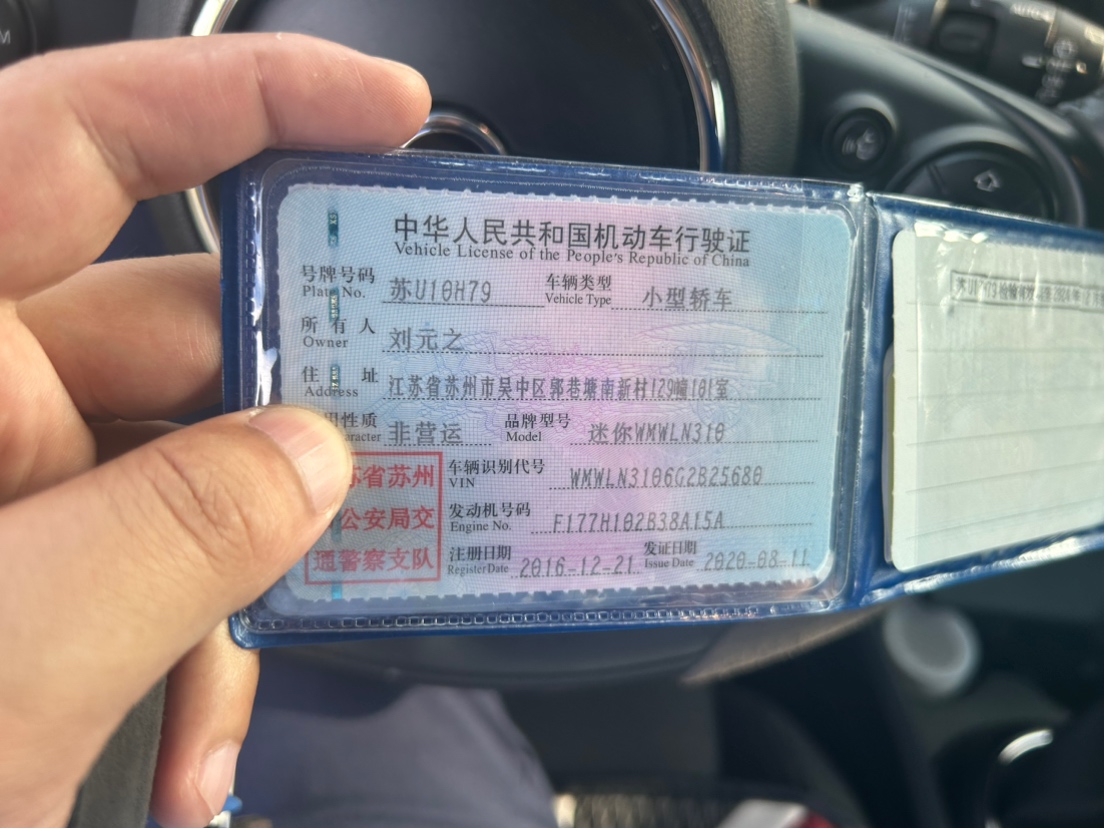 中华人民共和国机动车行驶证
Vehicle License of the People's Republic of China
号牌号码 苏U10H79 车辆类型 小型轿车
Plate No. Vehicle Type
所有人 刘元之
Owner
住址 江苏省苏州市吴中区郭巷塘南新村129幢101室
Address
用性质 非营运 品牌型号 迷你WMWLN310
aracter Model
苏省苏州
公安局交
通警察支队
车辆识别代号 WMWLN3106G2B25680
VIN
发动机号码 F177H102B38A15A
Engine No.
注册日期 2016-12-21 发证日期 2020-08-11
Register Date Issue Date